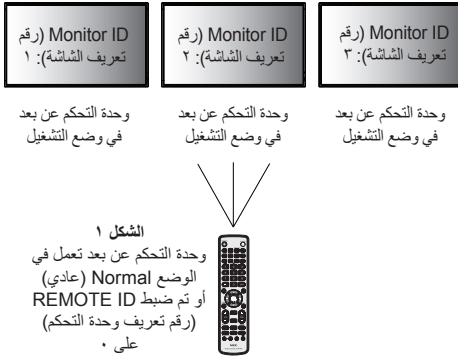 Monitor ID (رقم
تعريف الشاشة): ١
Monitor ID (رقم
تعريف الشاشة): ٢
Monitor ID (رقم
تعريف الشاشة): ٣
وحدة التحكم عن بعد
في وضع التشغيل
وحدة التحكم عن بعد
في وضع التشغيل
وحدة التحكم عن بعد
في وضع التشغيل
الشكل ١
وحدة التحكم عن بعد تعمل في
الوضع Normal (عادي)
أو تم ضبط REMOTE ID
(رقم تعريف وحدة التحكم)
على ٠